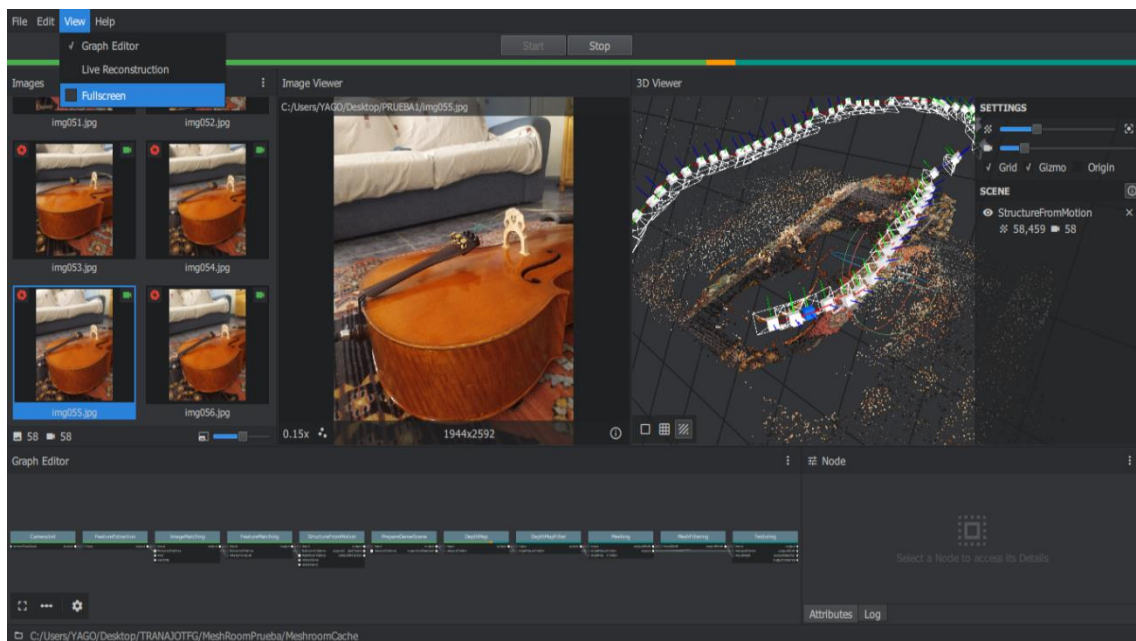 File Edit View Help
✓ Graph Editor
Live Reconstruction
Fullscreen
Start Stop
Images
Image Viewer
3D Viewer
C:/Users/YAGO/Desktop/PRUEBA1/img055.jpg
img051.jpg img052.jpg
img053.jpg img054.jpg
img055.jpg img056.jpg
58 58
0.15x
1944x2592
SETTINGS
✓ Grid ✓ Gizmo Origin
SCENE
StructureFromMotion
58,459 58
Graph Editor
Node
CameraInit FeatureExtraction ImageMatching FeatureMatching StructureFromMotion PrepareDenseScene DepthMap DepthMapFilter Meshing MeshFiltering Texturing
Select a Node to access its Details
Attributes Log
C:/Users/YAGO/Desktop/TRANAJOTFG/MeshRoomPrueba/MeshroomCache